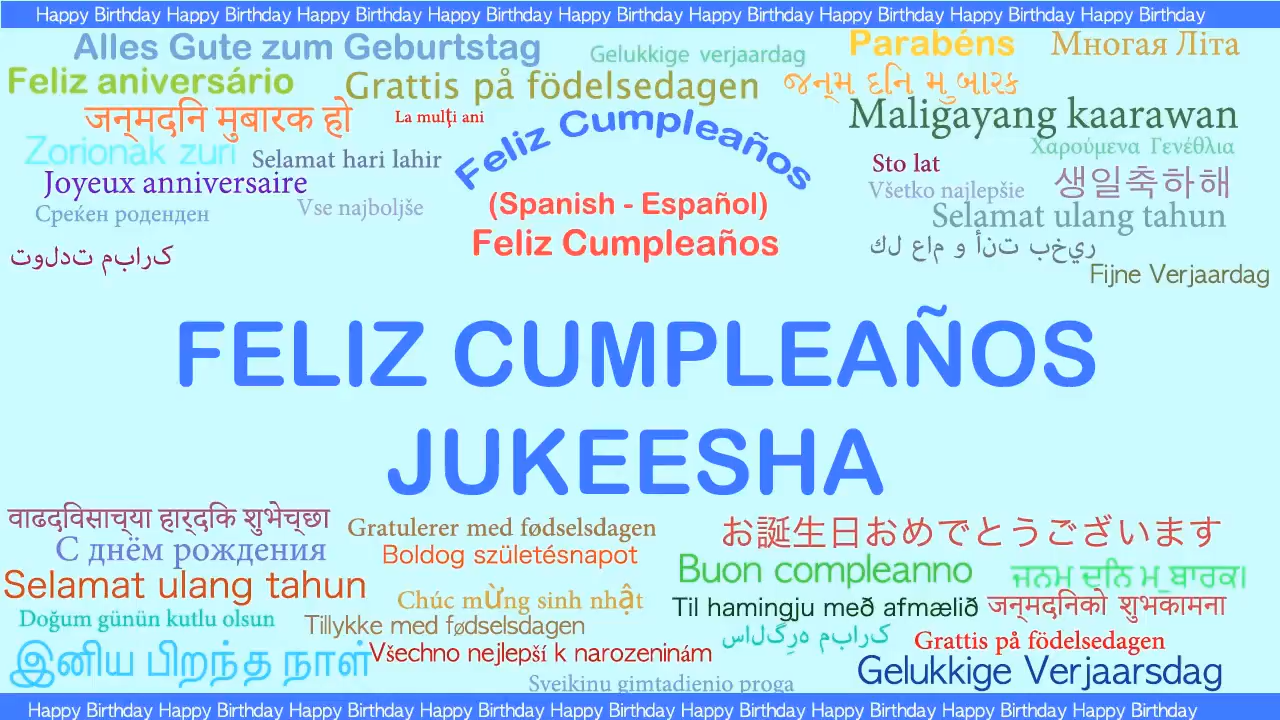 Happy Birthday Happy Birthday Happy Birthday Happy Birthday Happy Birthday Happy Birthday Happy Birthday Happy Birthday Happy Birthday
Alles Gute zum Geburtstag
Gelukkige verjaardag
Parabéns
Многая Літа
Feliz aniversário
Grattis på födelsedagen
જન્મ દિન મુબારક
जन्मदिन मुबारक हो
La mulţi ani
Feliz Cumpleaños
Maligayang kaarawan
Zorionak zuri
Selamat hari lahir
Χαρούμενα Γενέθλια
Sto lat
Joyeux anniversaire
Všetko najlepšie
생일축하해
Срекен роденден
Vse najboljše
(Spanish - Español)
Selamat ulang tahun
Feliz Cumpleaños
تولدت مبارک
كل عام و أنت بخير
Fijne Verjaardag
FELIZ CUMPLEAÑOS
JUKEESHA
वाढदिवसाच्या हार्दिक शुभेच्छा
Gratulerer med fødselsdagen
お誕生日おめでとうございます
С днём рождения
Boldog születésnapot
Buon compleanno
ਜਨਮ ਦਿਨ ਮੁਬਾਰਕ।
Selamat ulang tahun
Chúc mừng sinh nhật
Til hamingju með afmælið
जन्मदिनको शुभकामना
Doğum günün kutlu olsun
Tillykke med fødselsdagen
سالگرہ مبارک
Grattis på födelsedagen
இனிய பிறந்த நாள்
Všechno nejlepší k narozeninám
Gelukkige Verjaarsdag
Sveikinu gimtadienio proga
Happy Birthday Happy Birthday Happy Birthday Happy Birthday Happy Birthday Happy Birthday Happy Birthday Happy Birthday Happy Birthday